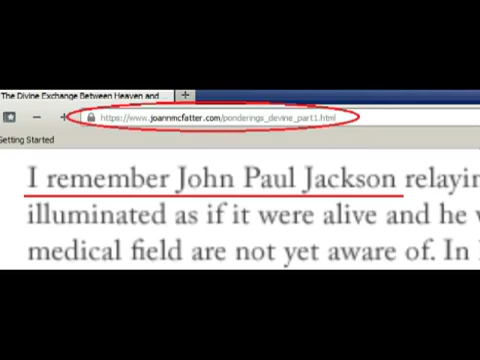 The Divine Exchange Between Heaven and
https://www.joannmcfatter.com/ponderings_devine_part1.html
Getting Started
I remember John Paul Jackson relayin
illuminated as if it were alive and he w
medical field are not yet aware of. In